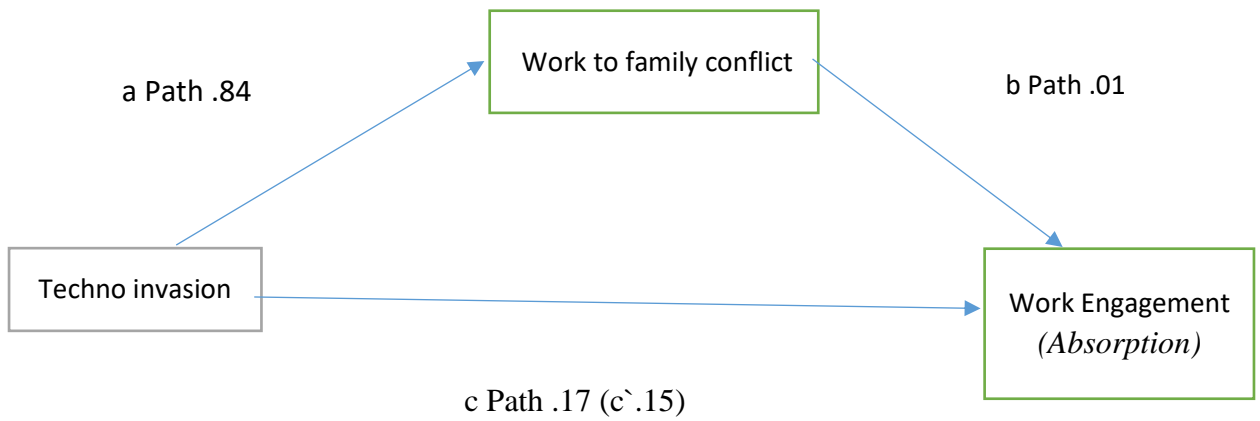 Work to family conflict
a Path .84
b Path .01
Techno invasion
Work Engagement
(Absorption)
c Path .17 (c`.15)